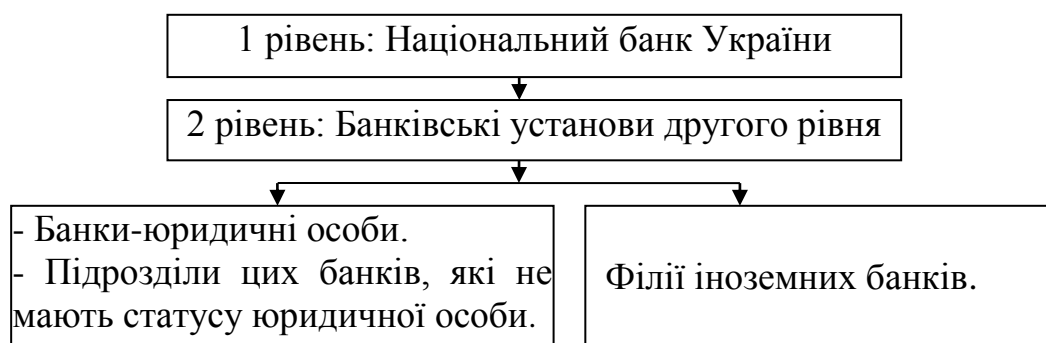 1 рівень: Національний банк України
2 рівень: Банківські установи другого рівня
- Банки-юридичні особи.
- Підрозділи цих банків, які не
мають статусу юридичної особи.
Філії іноземних банків.